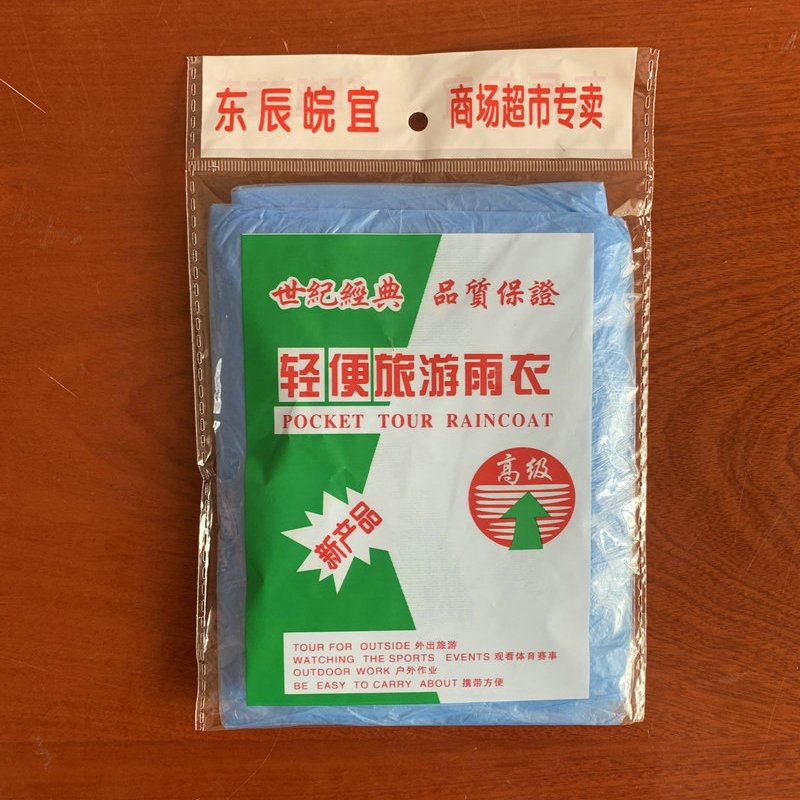 东辰皖宜 商场超市专卖
世纪經典 品質保證
轻便旅游雨衣
POCKET TOUR RAINCOAT
高级
新产品
TOUR FOR OUTSIDE 外出旅游
WATCHING THE SPORTS EVENTS 观看体育赛事
OUTDOOR WORK 户外作业
BE EASY TO CARRY ABOUT 携带方便